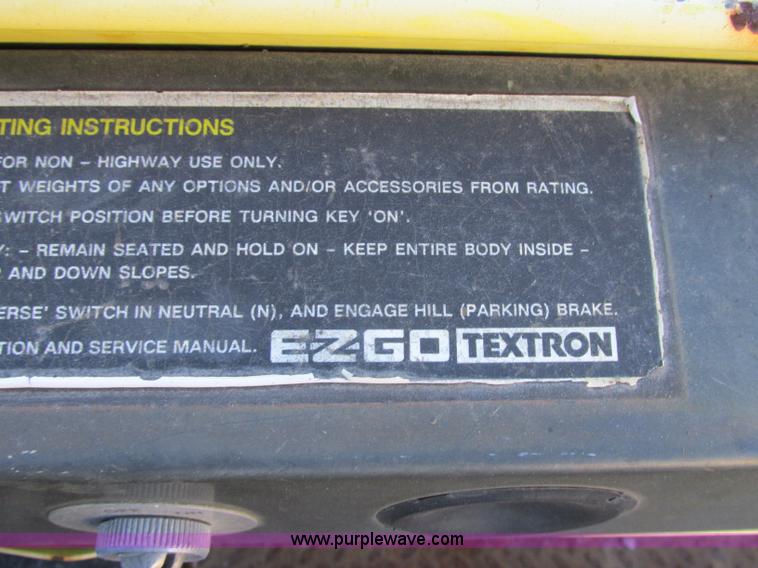 TING INSTRUCTIONS
FOR NON - HIGHWAY USE ONLY.
T WEIGHTS OF ANY OPTIONS AND/OR ACCESSORIES FROM RATING.
SWITCH POSITION BEFORE TURNING KEY 'ON'.
Y: - REMAIN SEATED AND HOLD ON - KEEP ENTIRE BODY INSIDE -
AND DOWN SLOPES.
ERSE' SWITCH IN NEUTRAL (N), AND ENGAGE HILL (PARKING) BRAKE.
TION AND SERVICE MANUAL. EZGO TEXTRON
www.purplewave.com